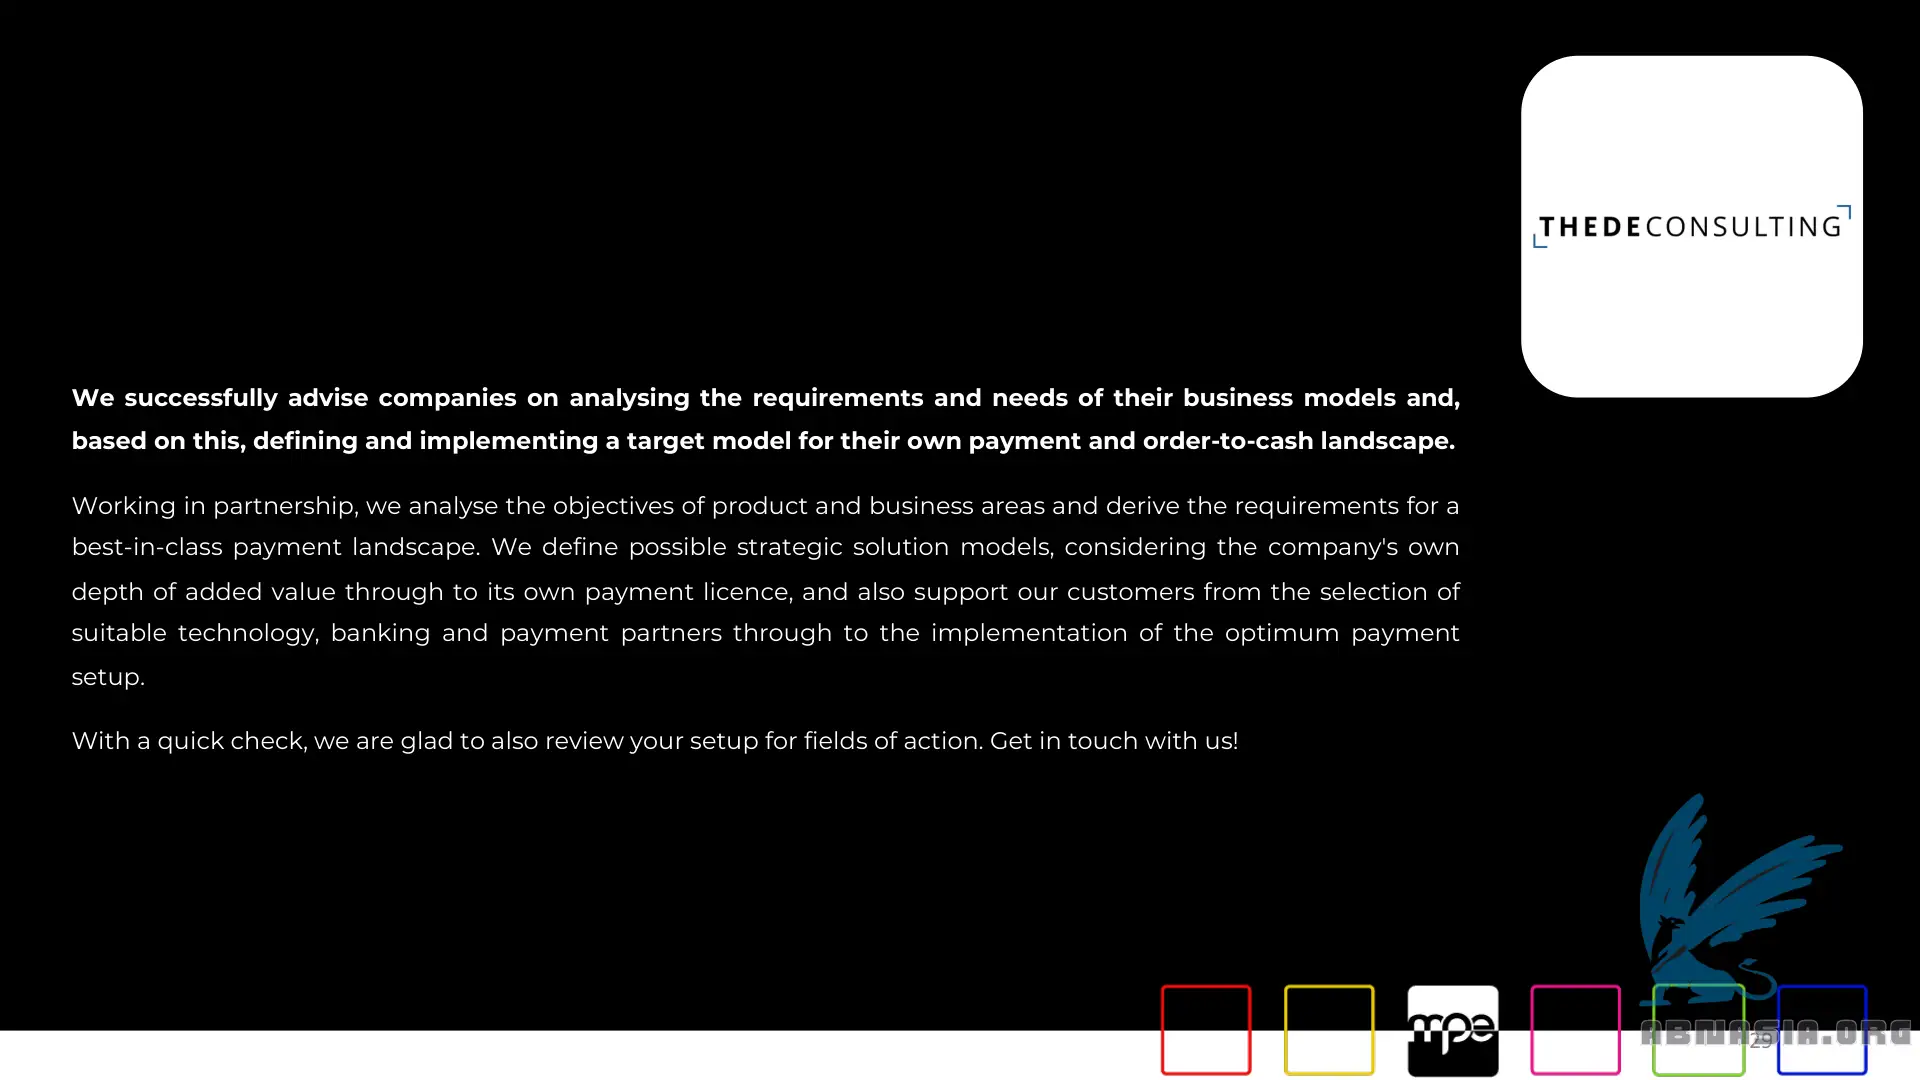 THEDECONSULTING
We successfully advise companies on analysing the requirements and needs of their business models and,
based on this, defining and implementing a target model for their own payment and order-to-cash landscape.
Working in partnership, we analyse the objectives of product and business areas and derive the requirements for a
best-in-class payment landscape. We define possible strategic solution models, considering the company's own
depth of added value through to its own payment licence, and also support our customers from the selection of
suitable technology, banking and payment partners through to the implementation of the optimum payment
setup.
With a quick check, we are glad to also review your setup for fields of action. Get in touch with us!
mpe
ABNASIA.ORG
29